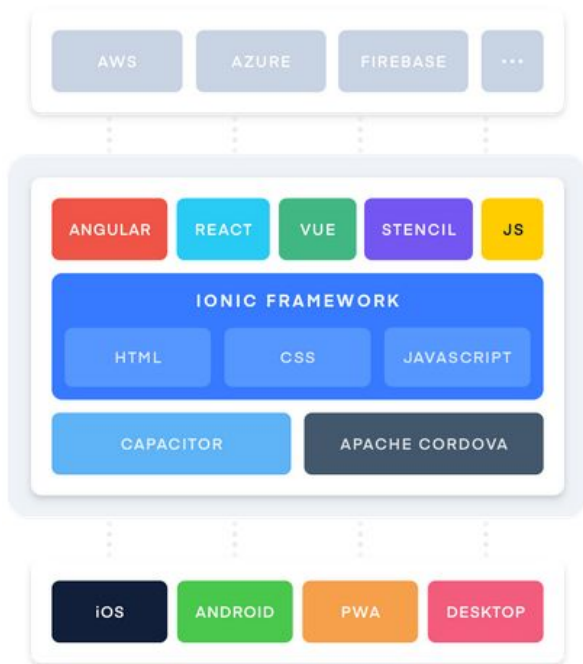 AWS AZURE FIREBASE ...
ANGULAR REACT VUE STENCIL JS
IONIC FRAMEWORK
HTML CSS JAVASCRIPT
CAPACITOR APACHE CORDOVA
iOS ANDROID PWA DESKTOP